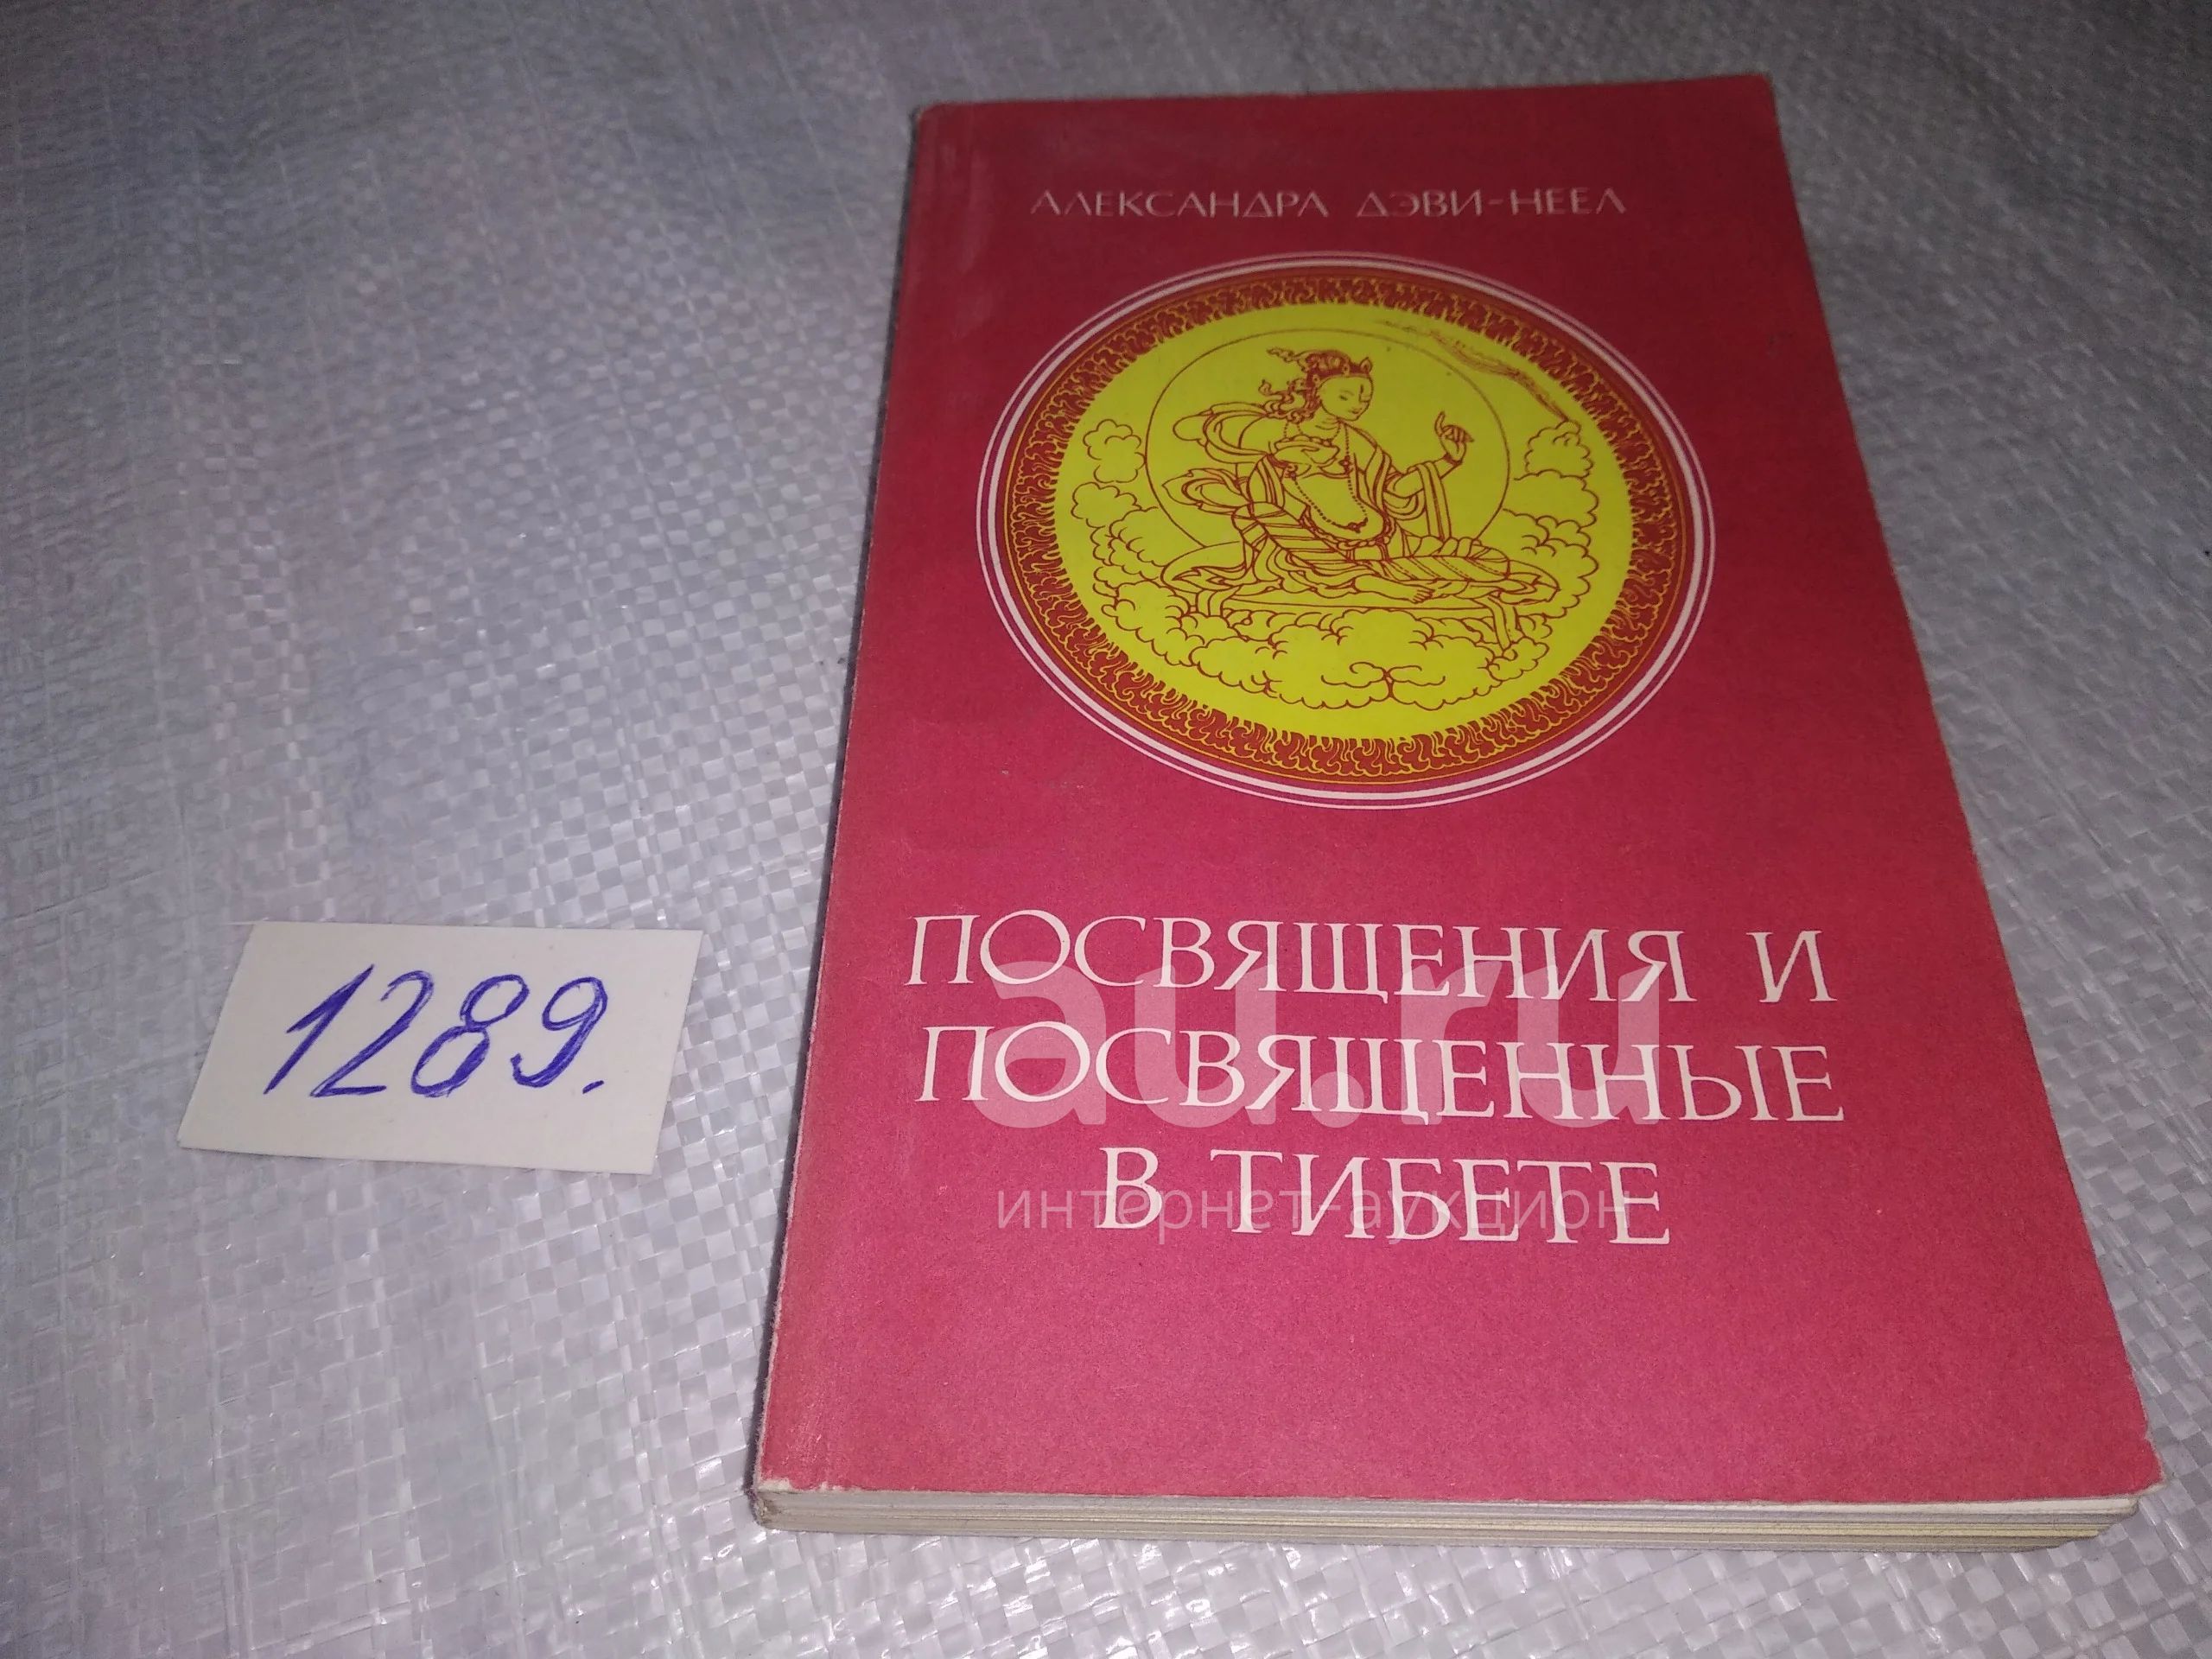 АЛЕКСАНДРА ДЭВИ-НЕЕЛ
ПОСВЯЩЕНИЯ И
ПОСВЯЩЕННЫЕ
В ТИБЕТЕ
au.ru
интернет-аукцион
1289.